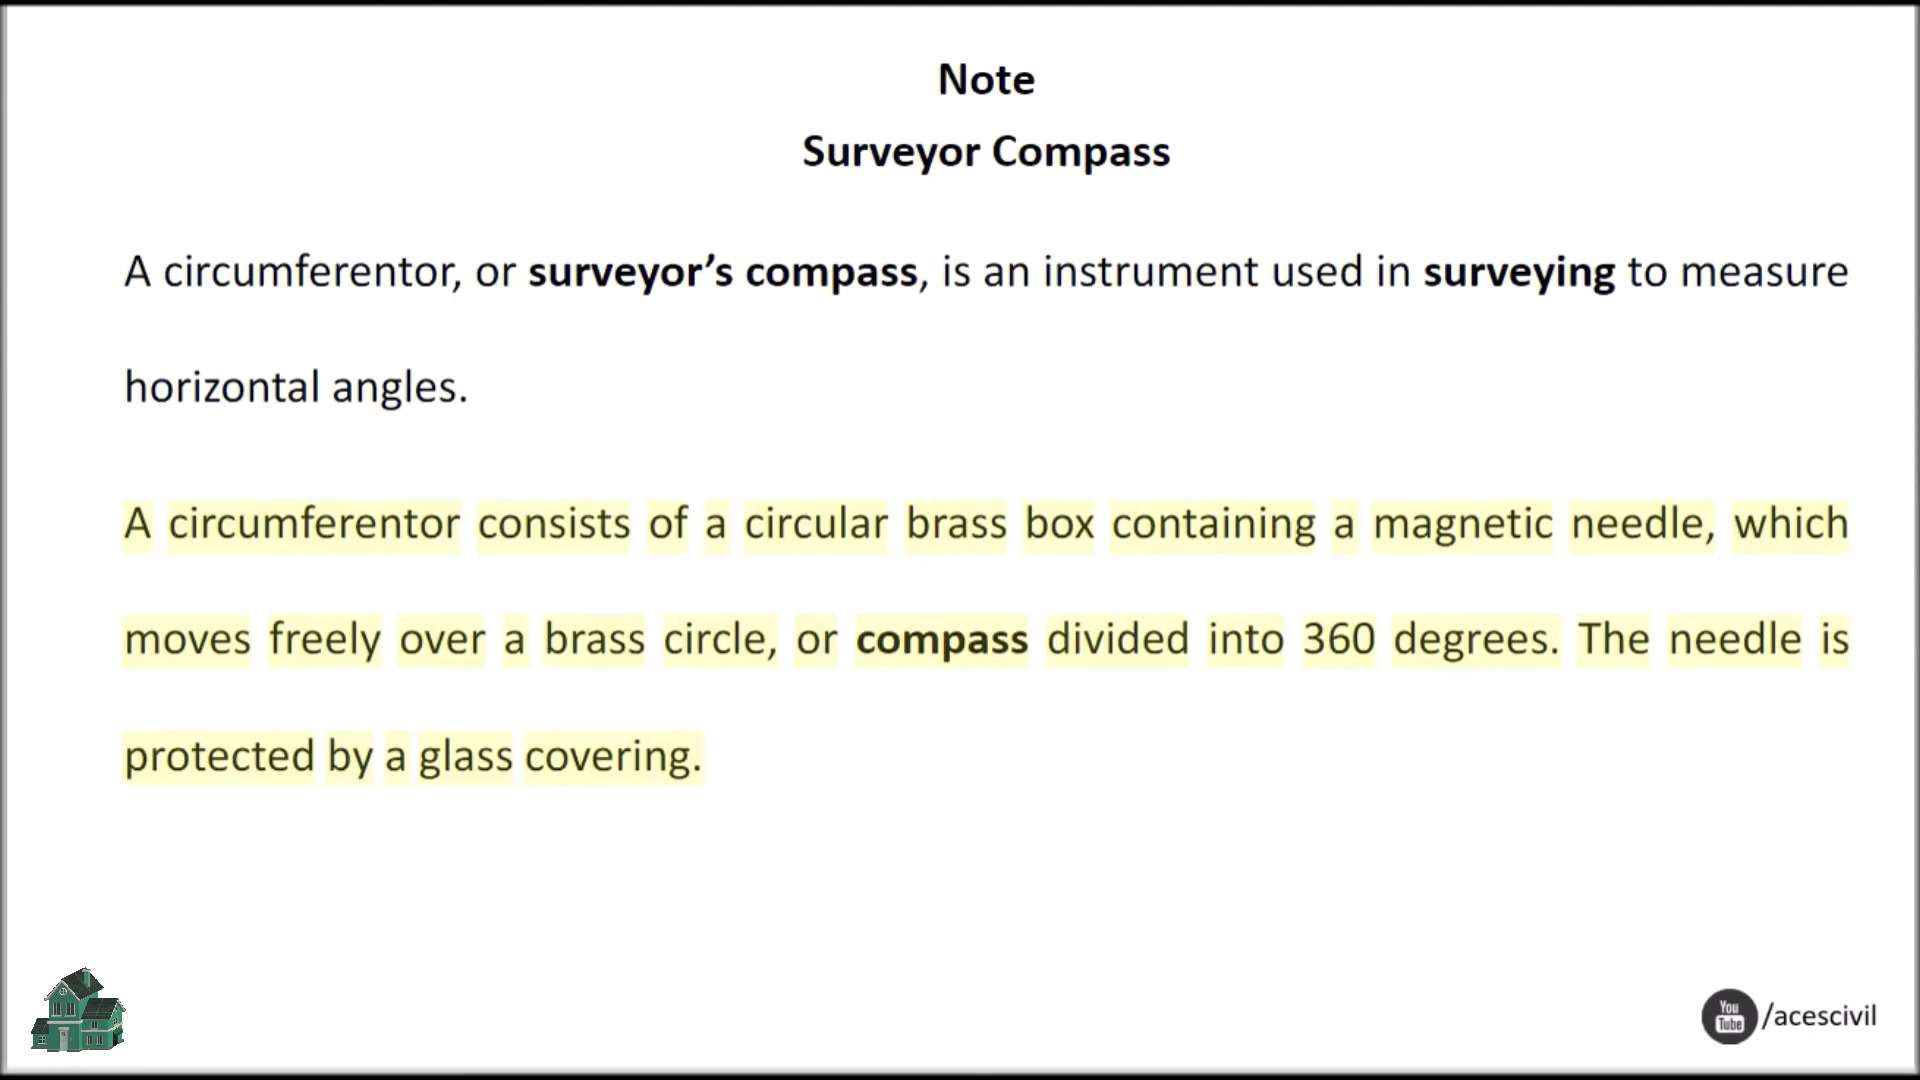 Note
Surveyor Compass
A circumferentor, or surveyor’s compass, is an instrument used in surveying to measure
horizontal angles.
A circumferentor consists of a circular brass box containing a magnetic needle, which
moves freely over a brass circle, or compass divided into 360 degrees. The needle is
protected by a glass covering.
You
Tube
/acescivil